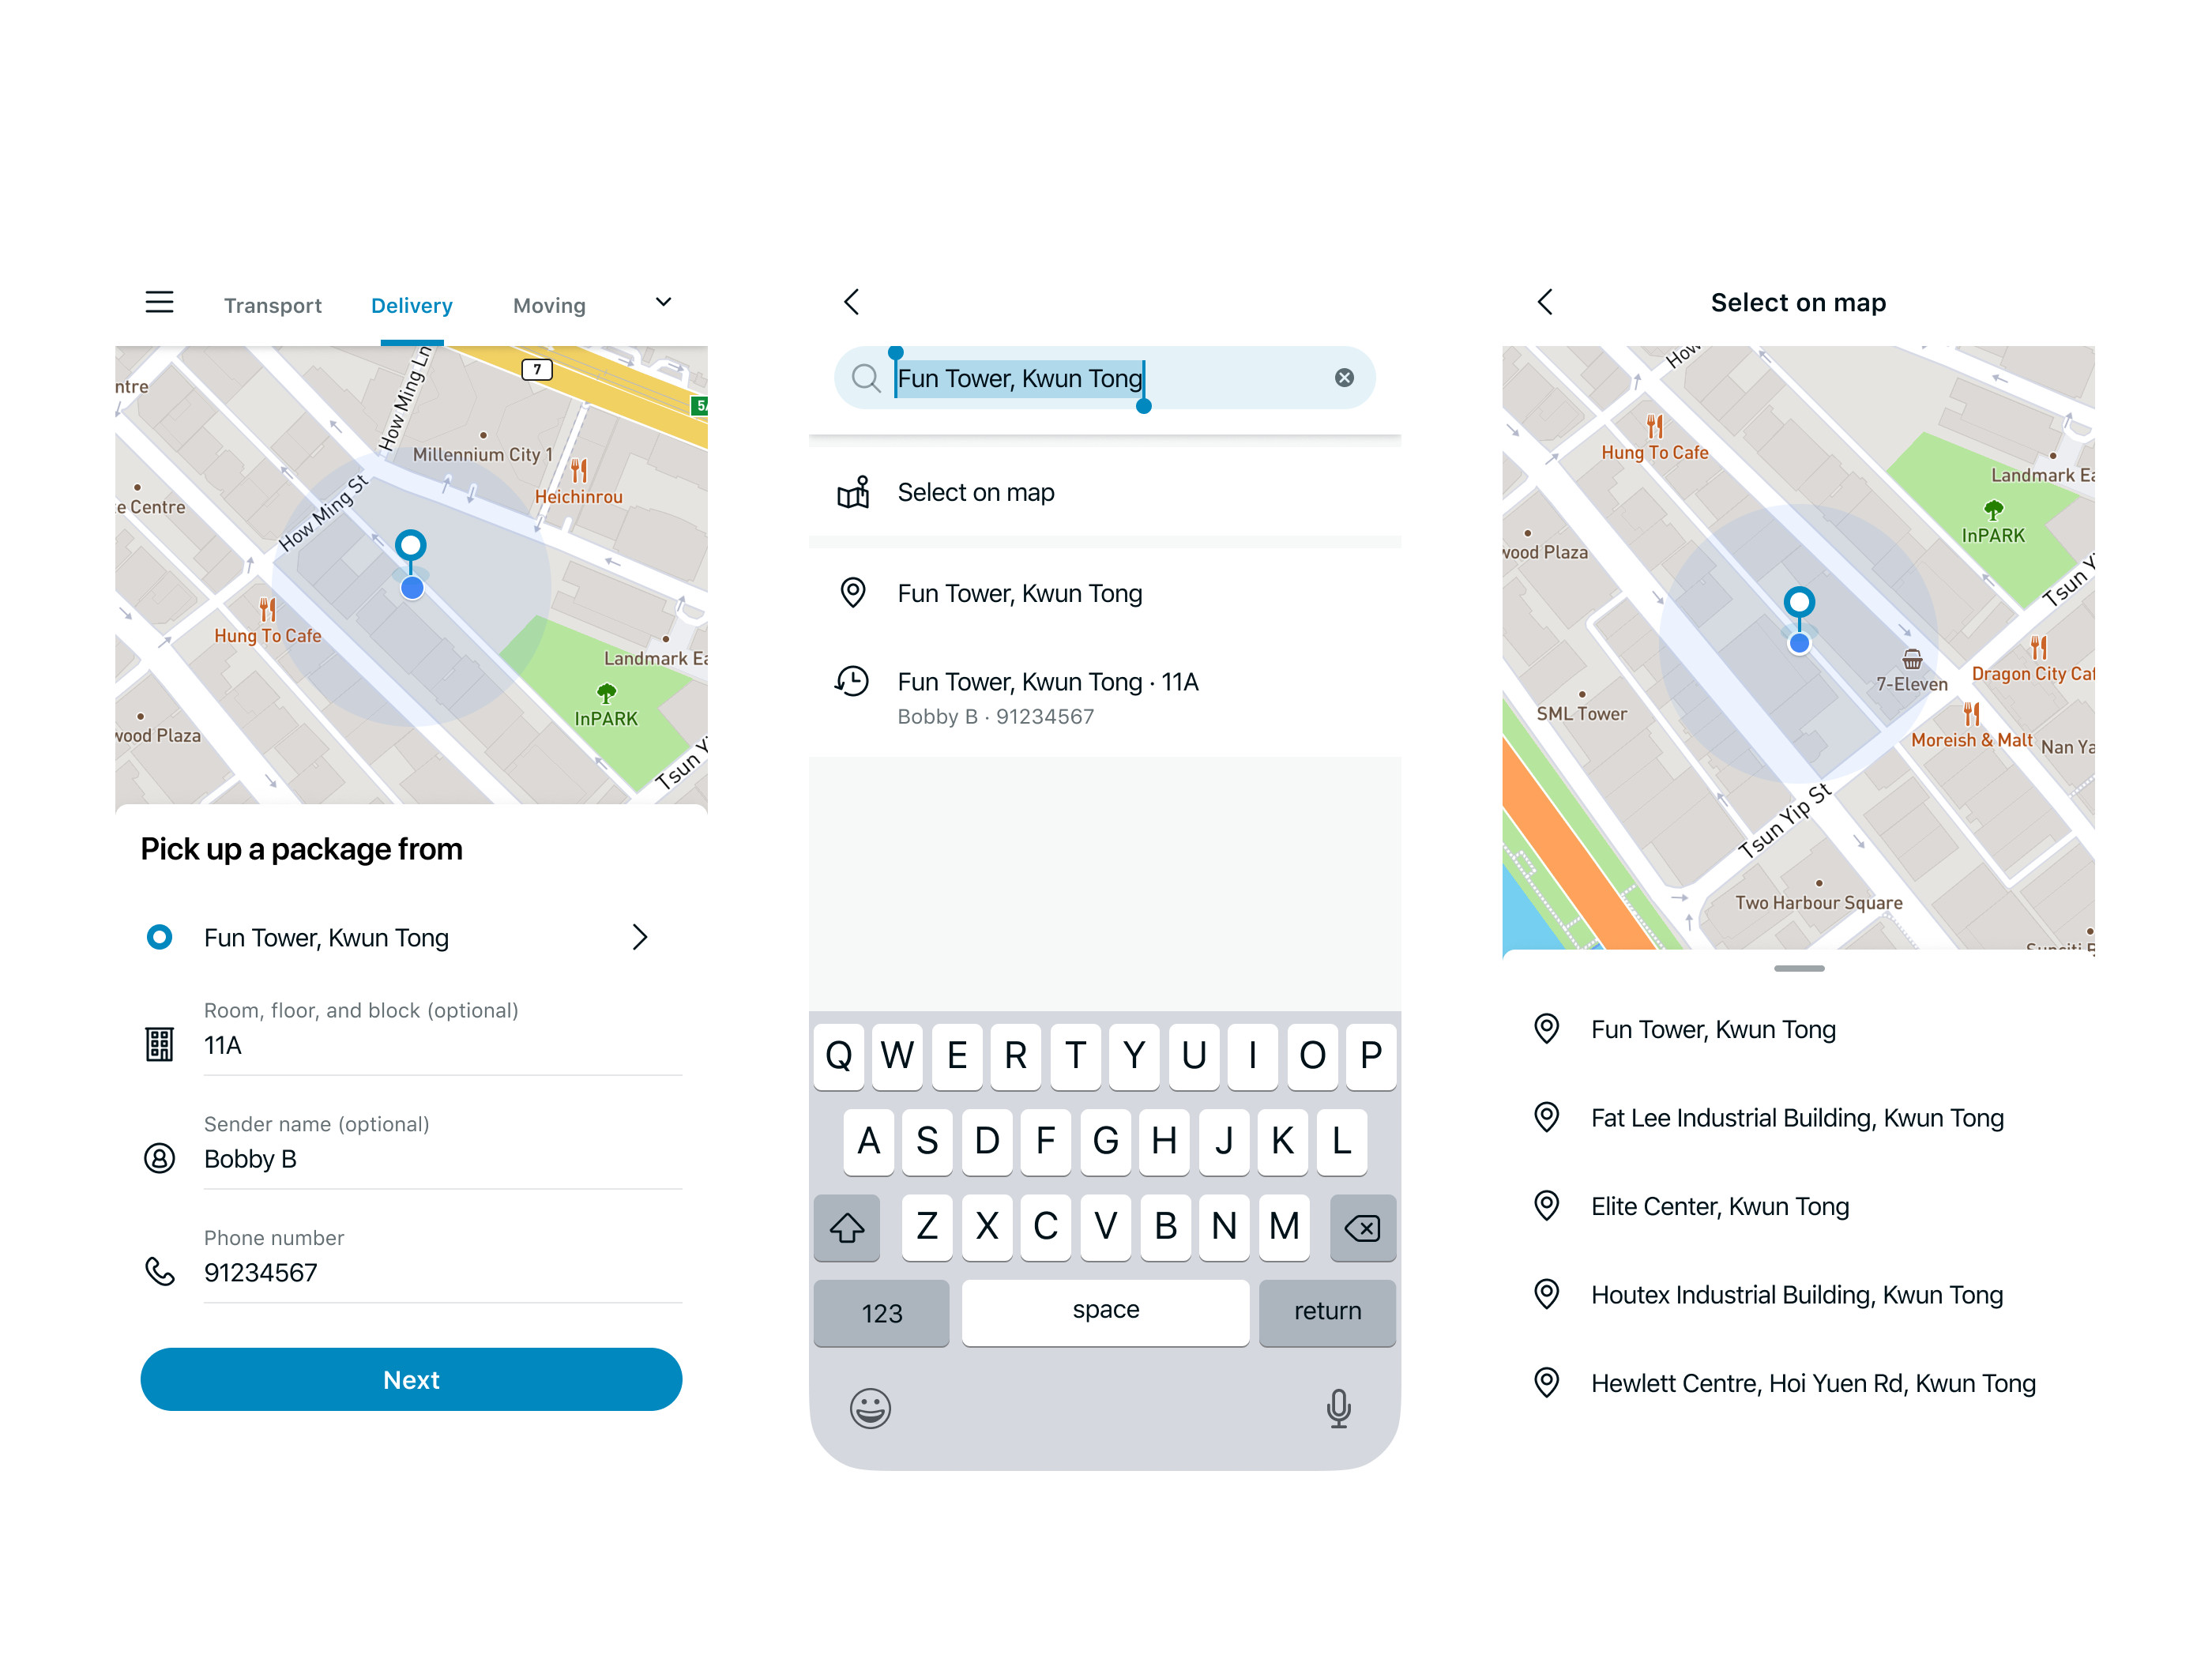 Transport
Delivery
Moving
How Ming Ln
7
ntre
Millennium City 1
Heichinrou
e Centre
How Ming St
Hung To Cafe
Landmark Ea
InPARK
wood Plaza
Tsun Yi
Pick up a package from
Fun Tower, Kwun Tong
Room, floor, and block (optional)
11A
Sender name (optional)
Bobby B
Phone number
91234567
Next
Fun Tower, Kwun Tong
Select on map
Fun Tower, Kwun Tong
Fun Tower, Kwun Tong · 11A
Bobby B · 91234567
Q W E R T Y U I O P
A S D F G H J K L
Z X C V B N M
123 space return
Select on map
How
Hung To Cafe
Landmark Ea
InPARK
wood Plaza
Tsun Y
7-Eleven
Dragon City Caf
SML Tower
Moreish & Malt
Nan Ya
Tsun Yip St
Two Harbour Square
Fun Tower, Kwun Tong
Fat Lee Industrial Building, Kwun Tong
Elite Center, Kwun Tong
Houtex Industrial Building, Kwun Tong
Hewlett Centre, Hoi Yuen Rd, Kwun Tong